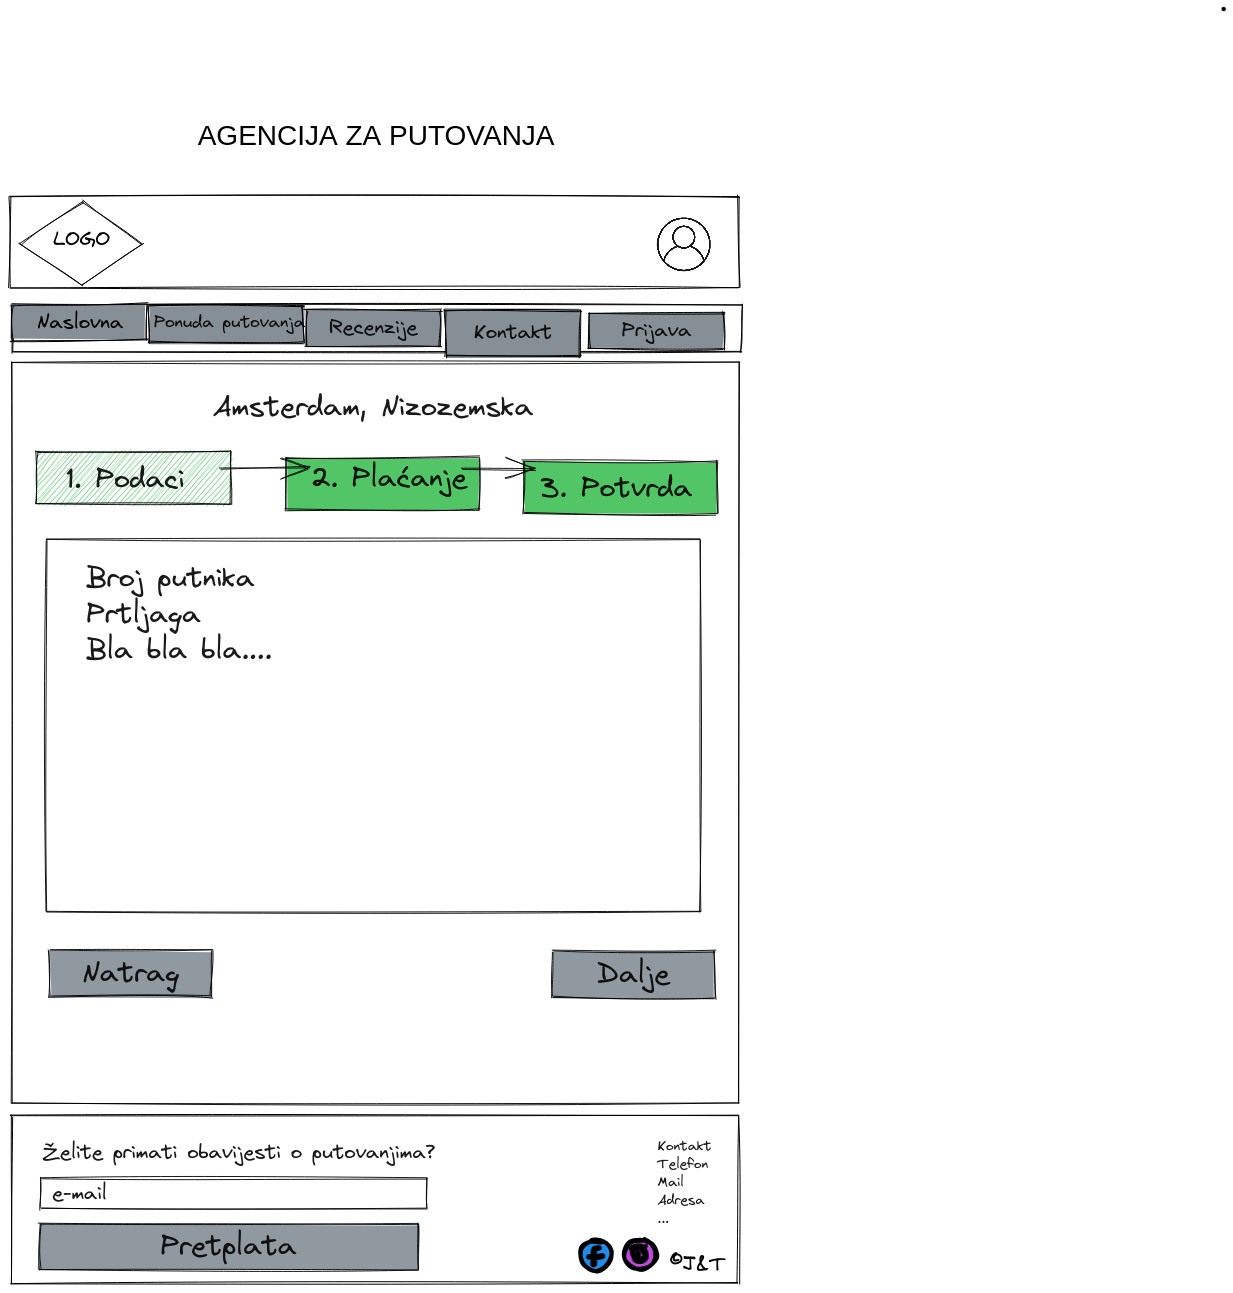 AGENCIJA ZA PUTOVANJA
LOGO
Naslovna
Ponuda putovanja
Recenzije
Kontakt
Prijava
Amsterdam, Nizozemska
1. Podaci
2. Plaćanje
3. Potvrda
Broj putnika
Prtljaga
Bla bla bla....
Natrag
Dalje
Želite primati obavijesti o putovanjima?
e-mail
Pretplata
Kontakt
Telefon
Mail
Adresa
...
©J&T